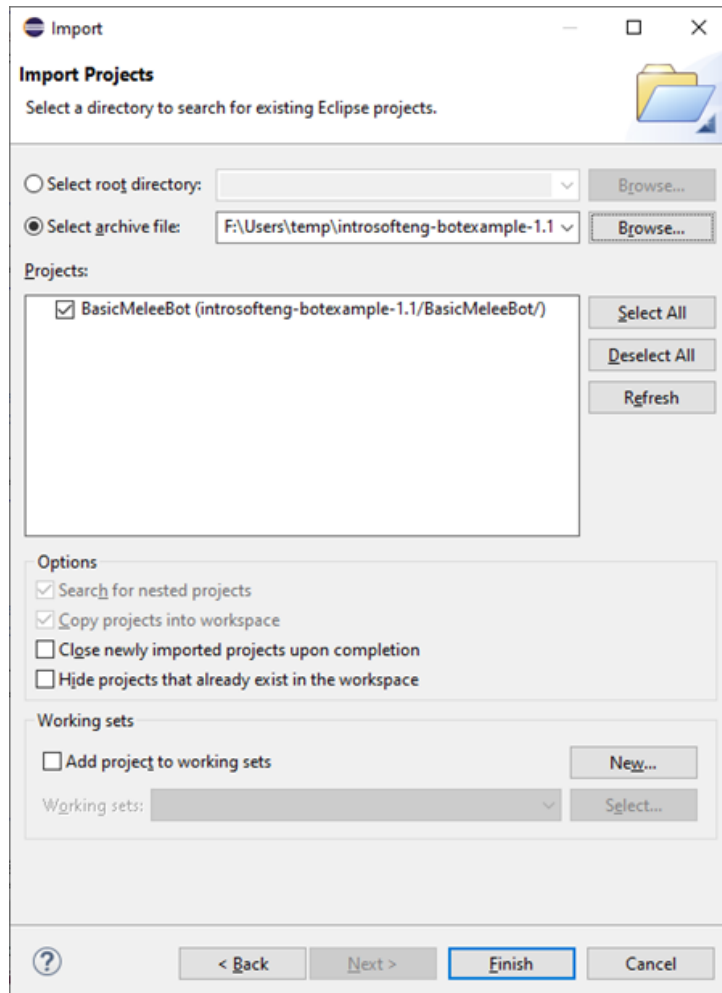 Import
Import Projects
Select a directory to search for existing Eclipse projects.
Select root directory:
Browse...
Select archive file: F:\Users\temp\introsofteng-botexample-1.1 Browse...
Projects:
BasicMeleeBot (introsofteng-botexample-1.1/BasicMeleeBot/)
Select All
Deselect All
Refresh
Options
Search for nested projects
Copy projects into workspace
Close newly imported projects upon completion
Hide projects that already exist in the workspace
Working sets
Add project to working sets
New...
Working sets:
Select...
?
< Back
Next >
Finish
Cancel